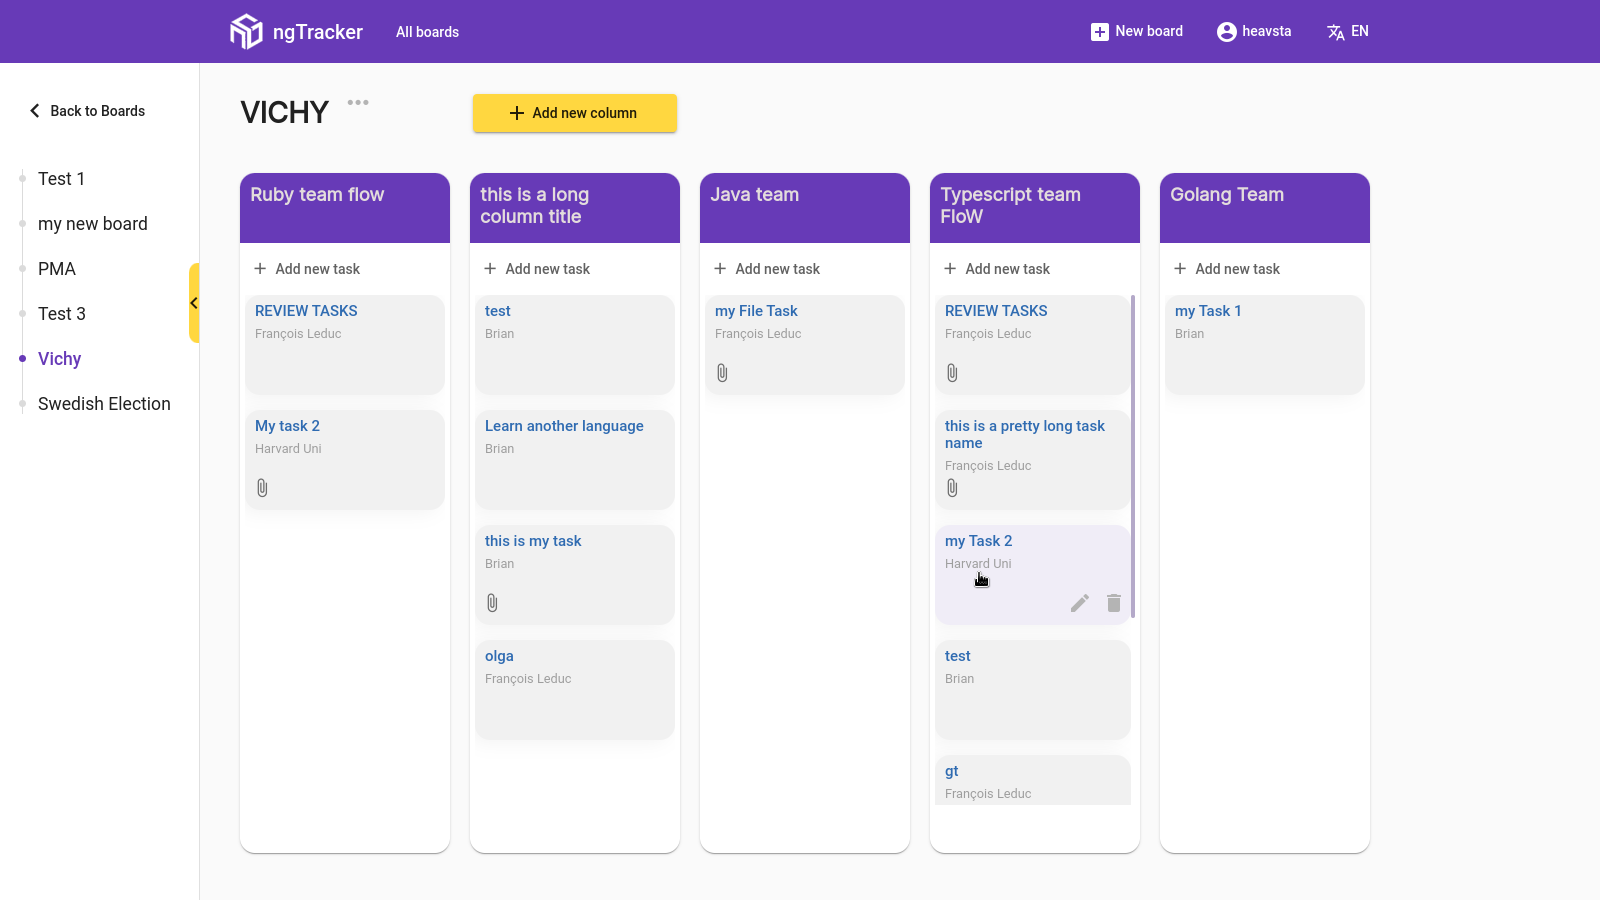 ngTracker
All boards
New board
heavsta
EN
Back to Boards
Test 1
my new board
PMA
Test 3
Vichy
Swedish Election
VICHY
Add new column
Ruby team flow
Add new task
REVIEW TASKS
François Leduc
My task 2
Harvard Uni
this is a long
column title
Add new task
test
Brian
Learn another language
Brian
this is my task
Brian
olga
François Leduc
Java team
Add new task
my File Task
François Leduc
Typescript team
FloW
Add new task
REVIEW TASKS
François Leduc
this is a pretty long task
name
François Leduc
my Task 2
Harvard Uni
test
Brian
gt
François Leduc
Golang Team
Add new task
my Task 1
Brian